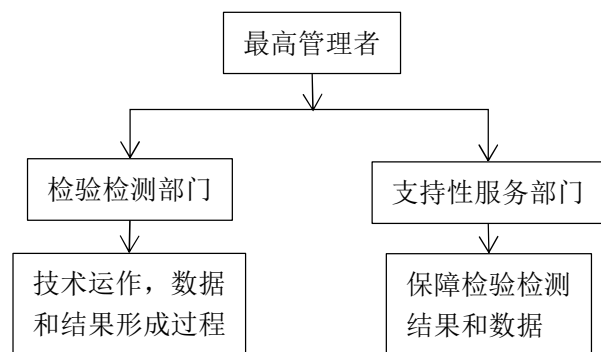 最高管理者
检验检测部门
支持性服务部门
技术运作，数据
和结果形成过程
保障检验检测
结果和数据